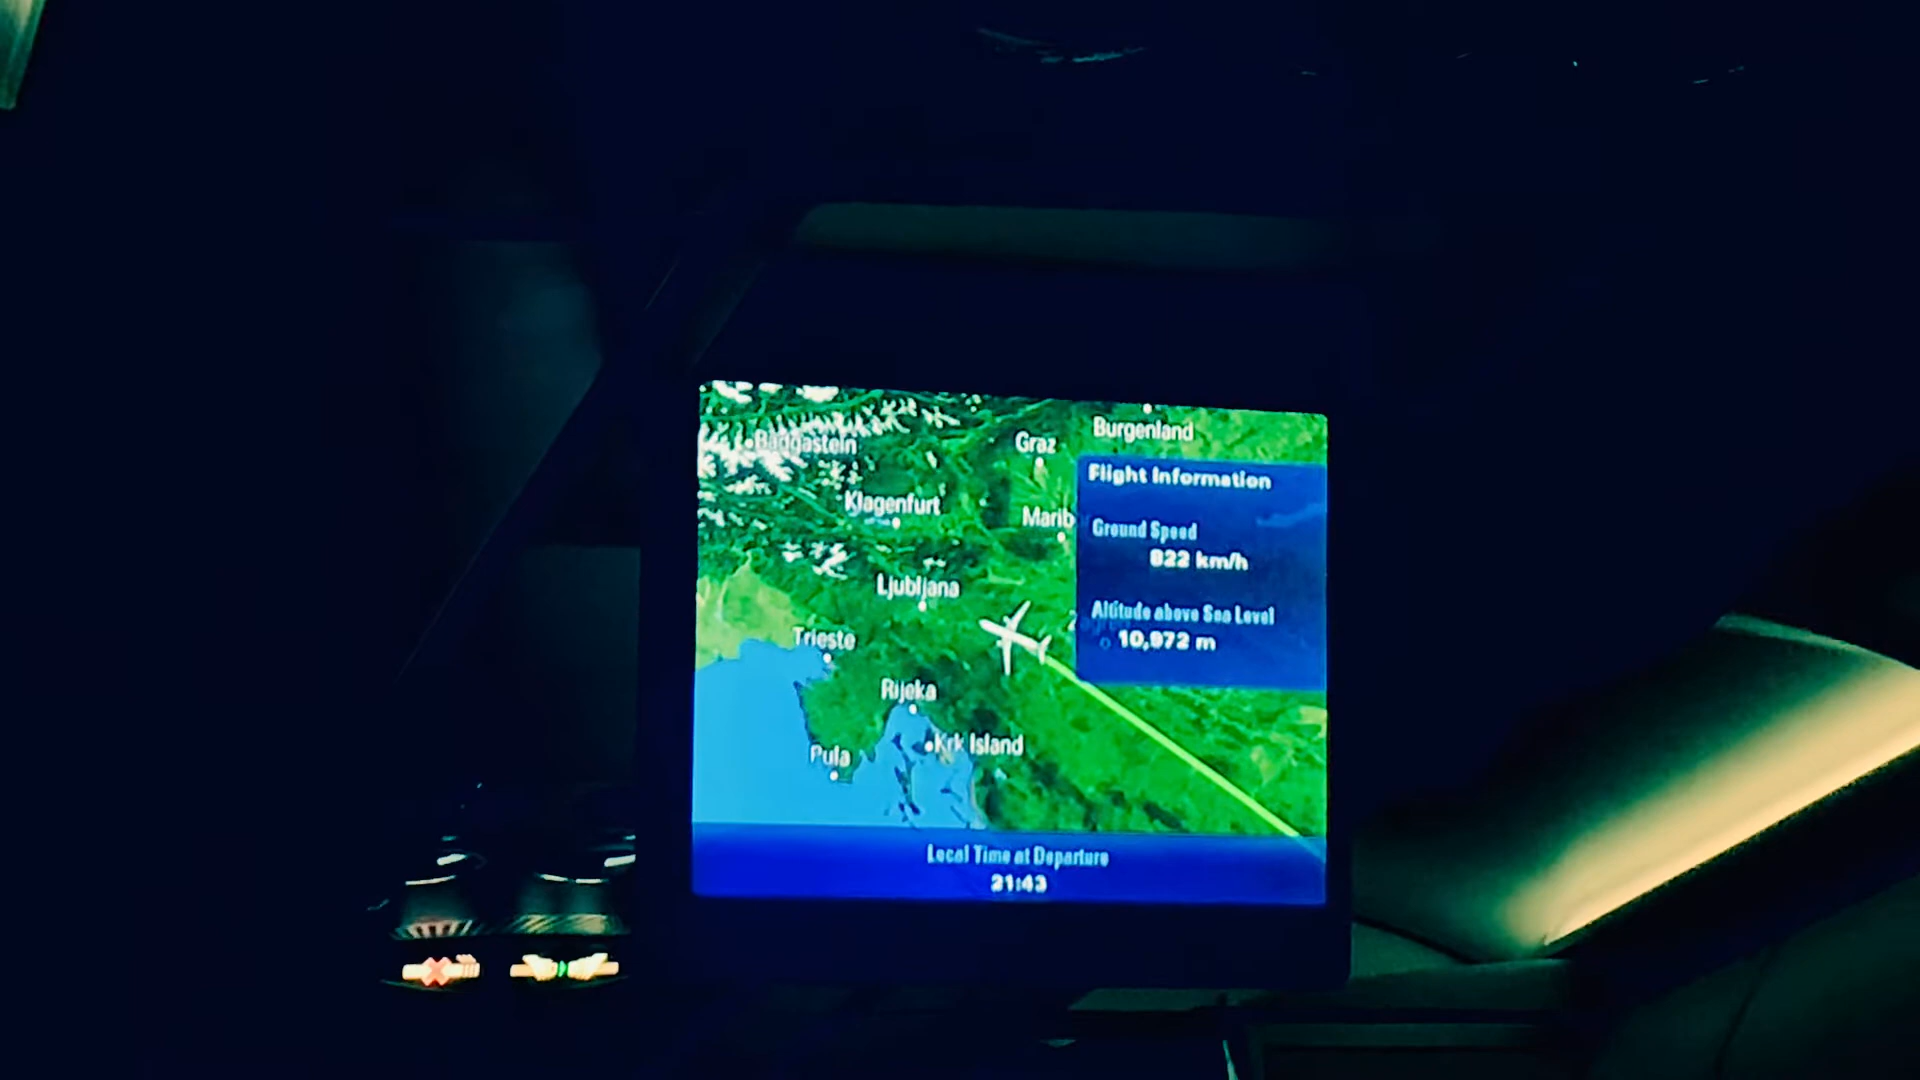 Burgenland
Badgastein
Graz
Flight Information
Klagenfurt
Marib
Ground Speed
822 km/h
Ljubljana
Altitude above Sea Level
10,972 m
Trieste
Rijeka
Krk Island
Pula
Local Time at Departure
21:43